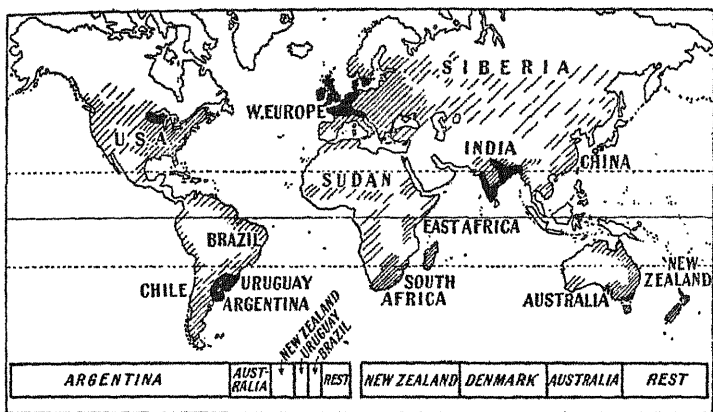 SIBERIA
W. EUROPE
USA
INDIA
CHINA
SUDAN
EAST AFRICA
BRAZIL
NEW
ZEALAND
CHILE
URUGUAY
ARGENTINA
SOUTH
AFRICA
AUSTRALIA
NEW ZEALAND
URUGUAY
BRAZIL
ARGENTINA
AUST-
RALIA
REST
NEW ZEALAND
DENMARK
AUSTRALIA
REST